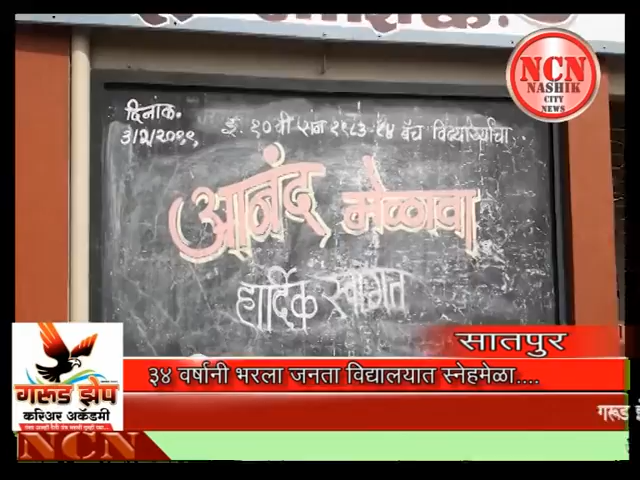 दिनांक.
३/२/२०१९
इ. १० वी सन १९८३-८४ बॅच विद्यार्थ्यांचा..
आनंद मेळावा
हार्दिक स्वागत
NCN
NASHIK
CITY
NEWS
सातपुर
३४ वर्षानी भरला जनता विद्यालयात स्नेहमेळा....
गरूड झेप
करिअर अकॅडमी
गरूड
NCN